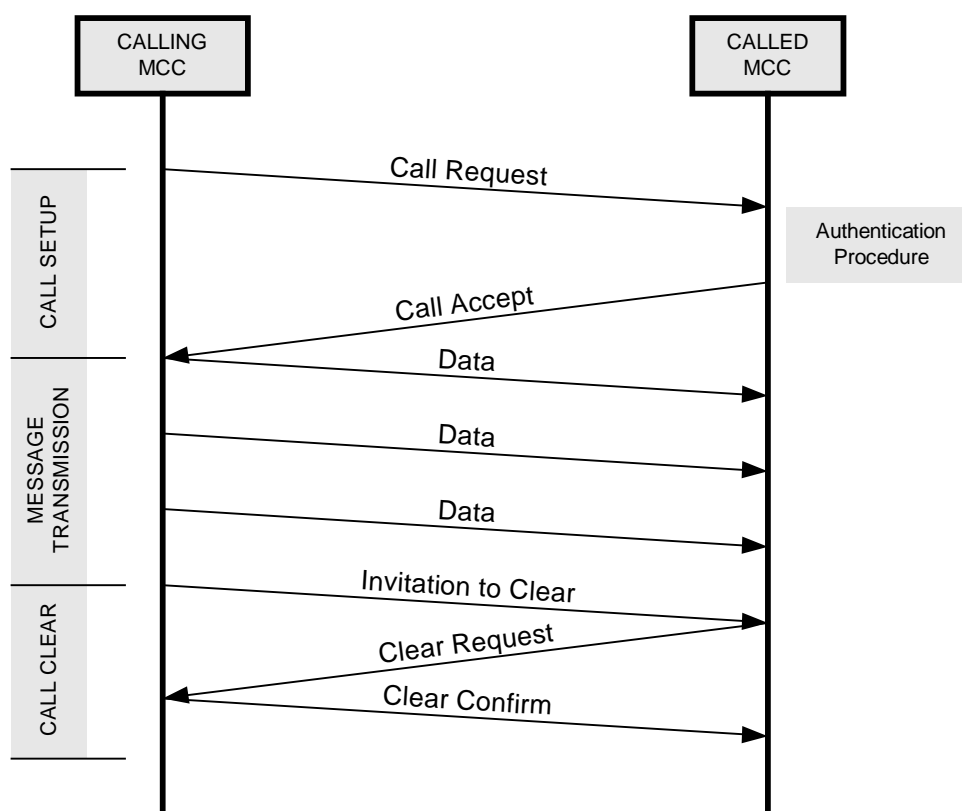 CALLING
MCC
CALLED
MCC
CALL SETUP
Call Request
Authentication
Procedure
Call Accept
MESSAGE
TRANSMISSION
Data
Data
Data
CALL CLEAR
Invitation to Clear
Clear Request
Clear Confirm